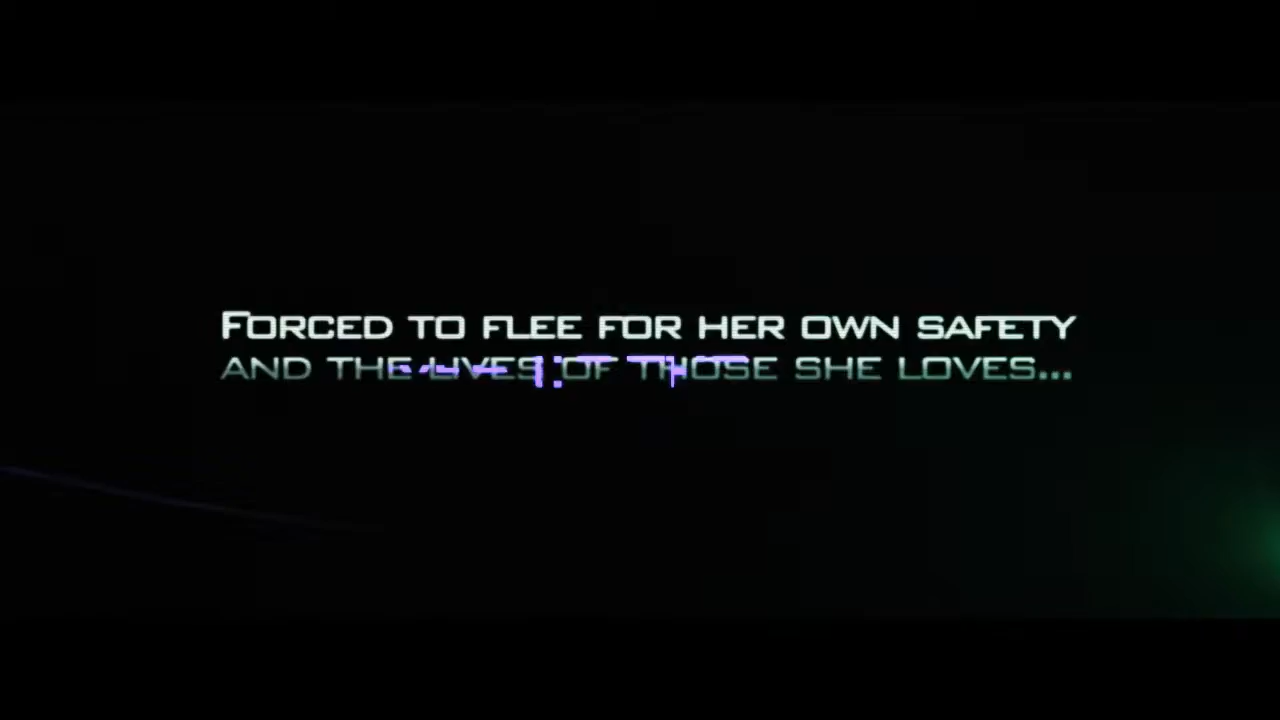 Forced to flee for her own safety
and the lives of those she loves...